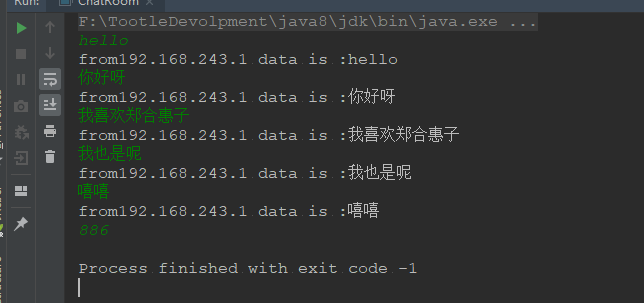 Run:
ChatRoom
F:\TootleDevolpment\java8\jdk\bin\java.exe ...
hello
from192.168.243.1 data is :hello
你好呀
from192.168.243.1 data is :你好呀
我喜欢郑合惠子
from192.168.243.1 data is :我喜欢郑合惠子
我也是呢
from192.168.243.1 data is :我也是呢
嘻嘻
from192.168.243.1 data is :嘻嘻
886
Process finished with exit code -1